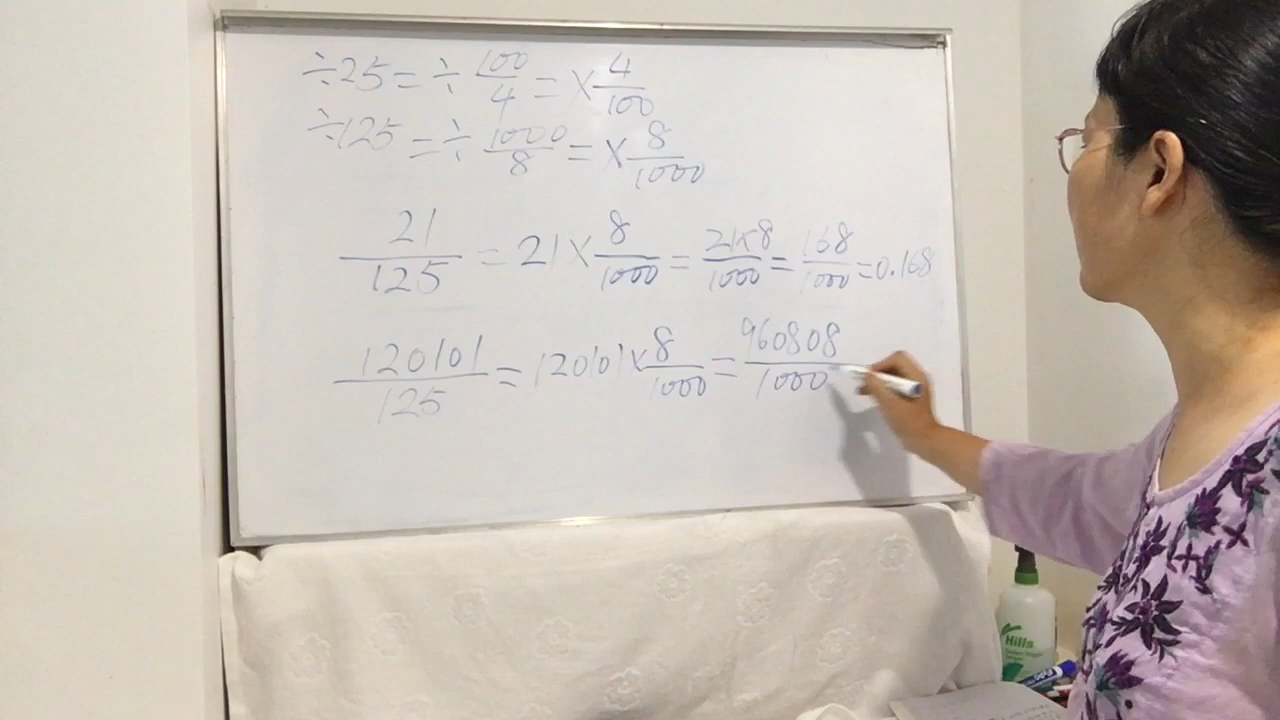 ÷25 = ÷ 100/4 = × 4/100
÷125 = ÷ 1000/8 = × 8/1000
21/125 = 21 × 8/1000 = 21×8/1000 = 168/1000 = 0.168
120101/125 = 120101 × 8/1000 = 960808/1000
Hills